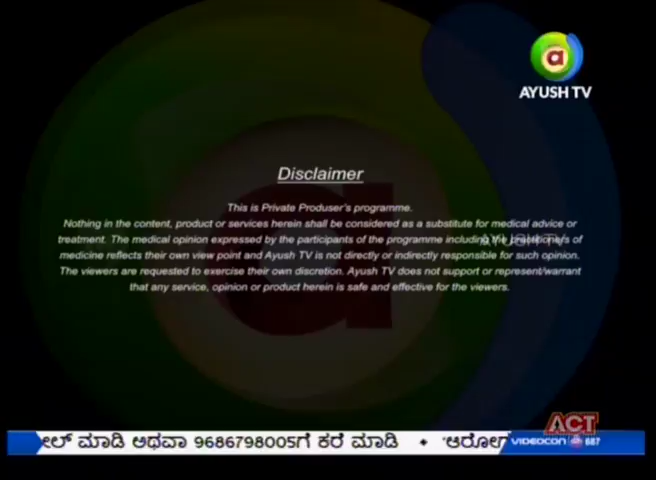 a
AYUSH TV
Disclaimer
This is Private Produser's programme.
Nothing in the content, product or services herein shall be considered as a substitute for medical advice or
treatment. The medical opinion expressed by the participants of the programme including the practitioners of
medicine reflects their own view point and Ayush TV is not directly or indirectly responsible for such opinion.
The viewers are requested to exercise their own discretion. Ayush TV does not support or represent/warrant
that any service, opinion or product herein is safe and effective for the viewers.
ACT
ಮಾಡಿ ಅಥವಾ 9686798005ಗೆ ಕರೆ ಮಾಡಿ ✦ VIDEOCON 687